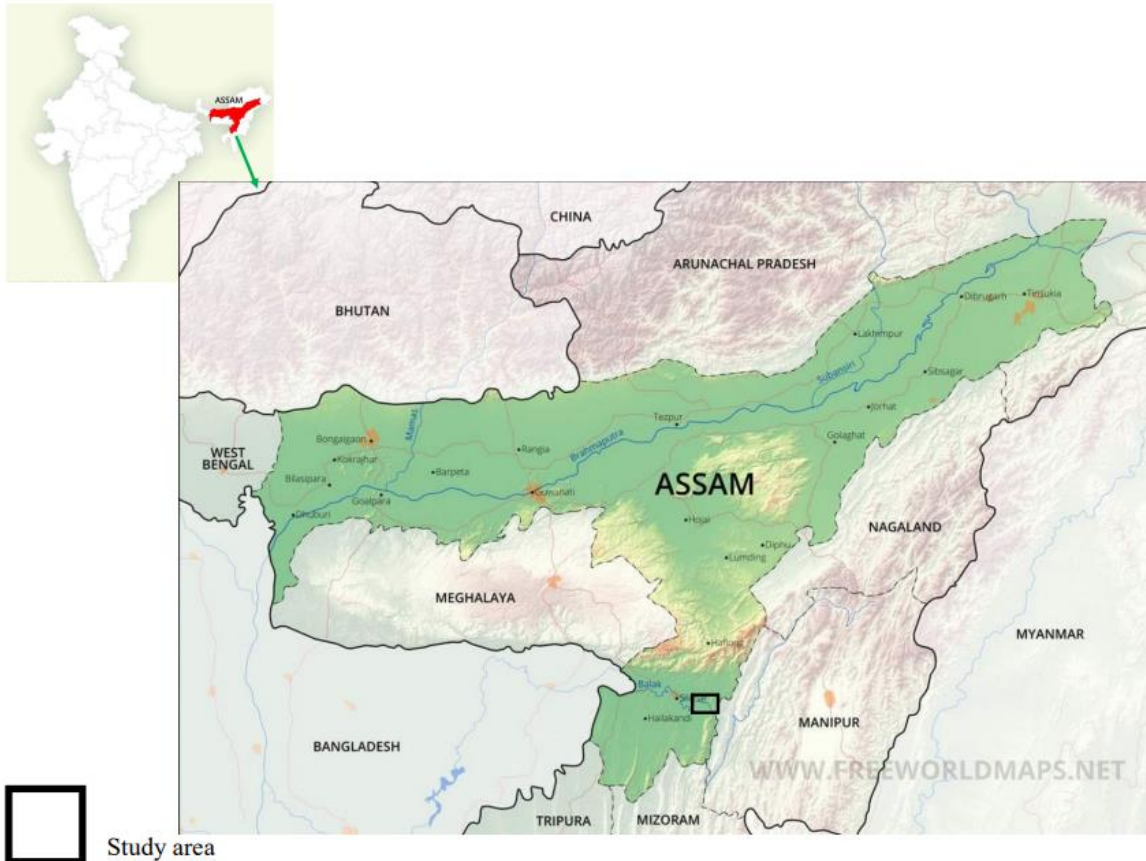 ASSAM
CHINA
ARUNACHAL PRADESH
BHUTAN
Dibrugarh
Tinsukia
Lakhimpur
Subansiri
Sibsagar
Jorhat
Tezpur
Manas
Bongaigaon
Golaghat
WEST
BENGAL
Kokrajhar
Rangia
Brahmaputra
Barpeta
Bilasipara
ASSAM
Goalpara
Guwahati
Dhuburi
Hojai
NAGALAND
Diphu
Lumding
MEGHALAYA
MYANMAR
Haflong
Balak
Hailakandi
MANIPUR
BANGLADESH
WWW.FREEWORLDMAPS.NET
TRIPURA
MIZORAM
Study area